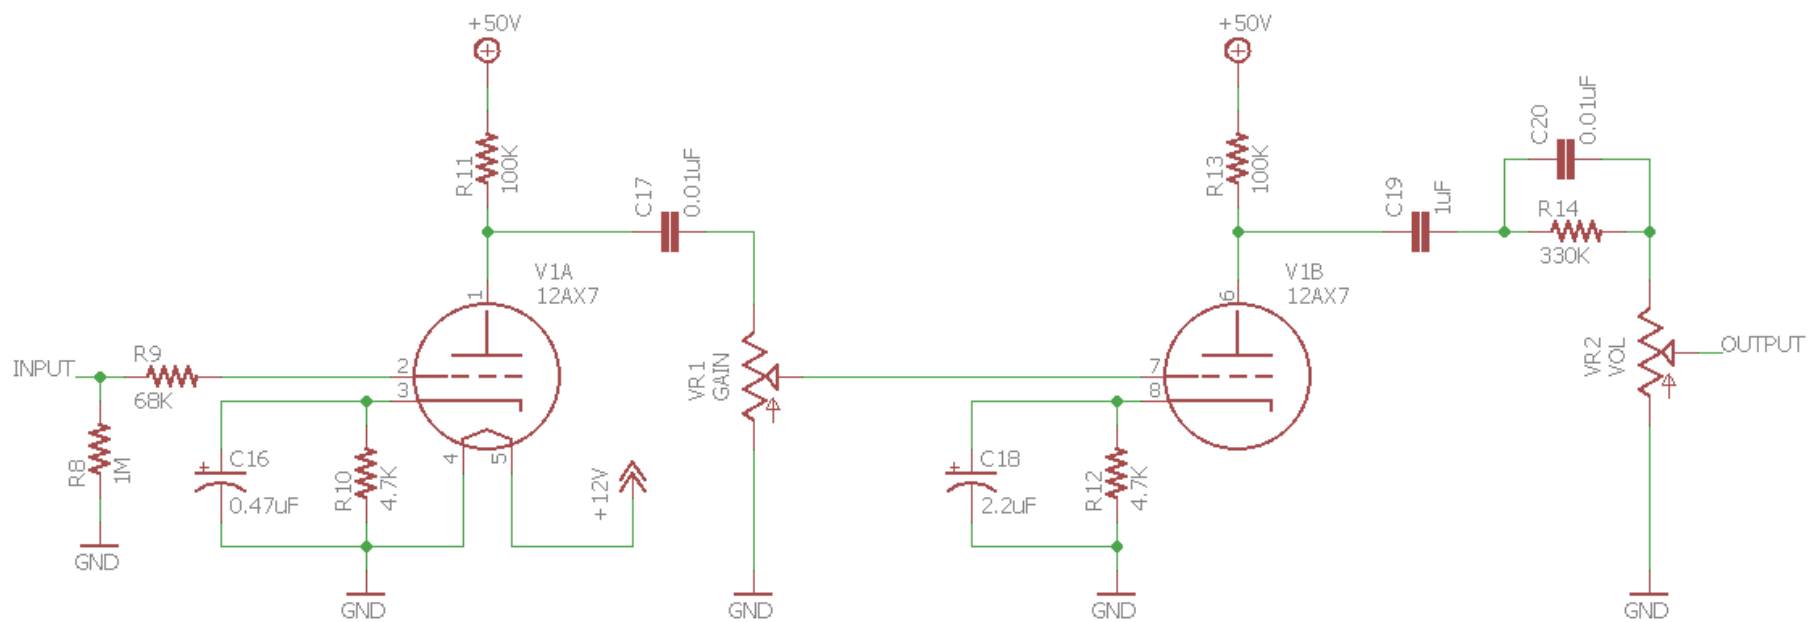 +50V
+50V
R11
100K
C17
0.01uF
R13
100K
C19
1uF
C20
0.01uF
R14
330K
V1A
12AX7
1
V1B
12AX7
6
INPUT
R9
68K
2
3
VR1
GAIN
7
8
VR2
VOL
OUTPUT
R8
1M
C16
0.47uF
R10
4.7K
4
5
+12V
C18
2.2uF
R12
4.7K
GND
GND
GND
GND
GND